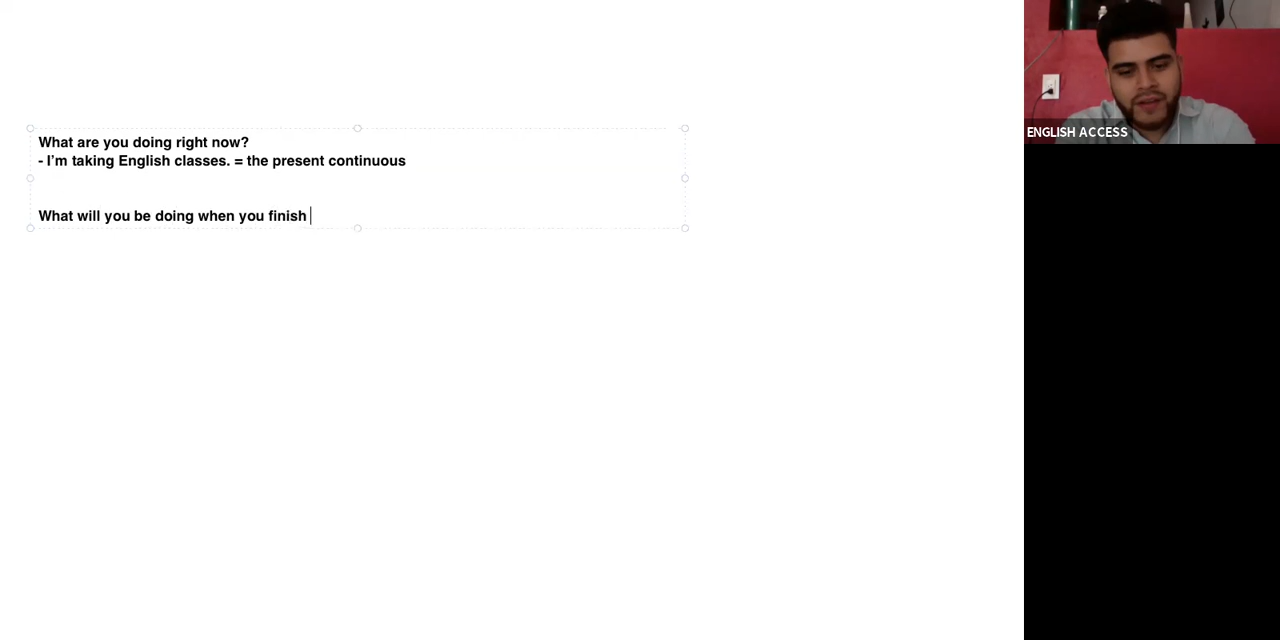 What are you doing right now?
- I'm taking English classes. = the present continuous
What will you be doing when you finish
ENGLISH ACCESS